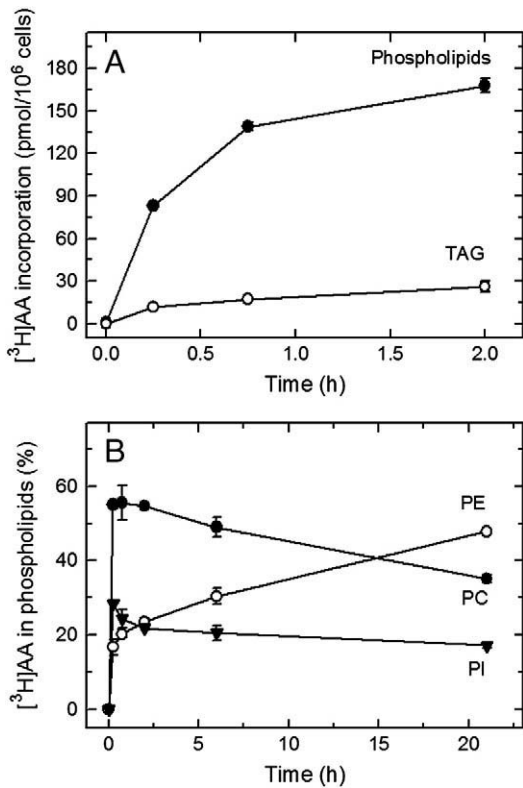 A
Phospholipids
TAG
[³H]AA incorporation (pmol/10⁶ cells)
180
150
120
90
60
30
0
0.0 0.5 1.0 1.5 2.0
Time (h)
B
PE
PC
PI
[³H]AA in phospholipids (%)
60
40
20
0
0 5 10 15 20
Time (h)